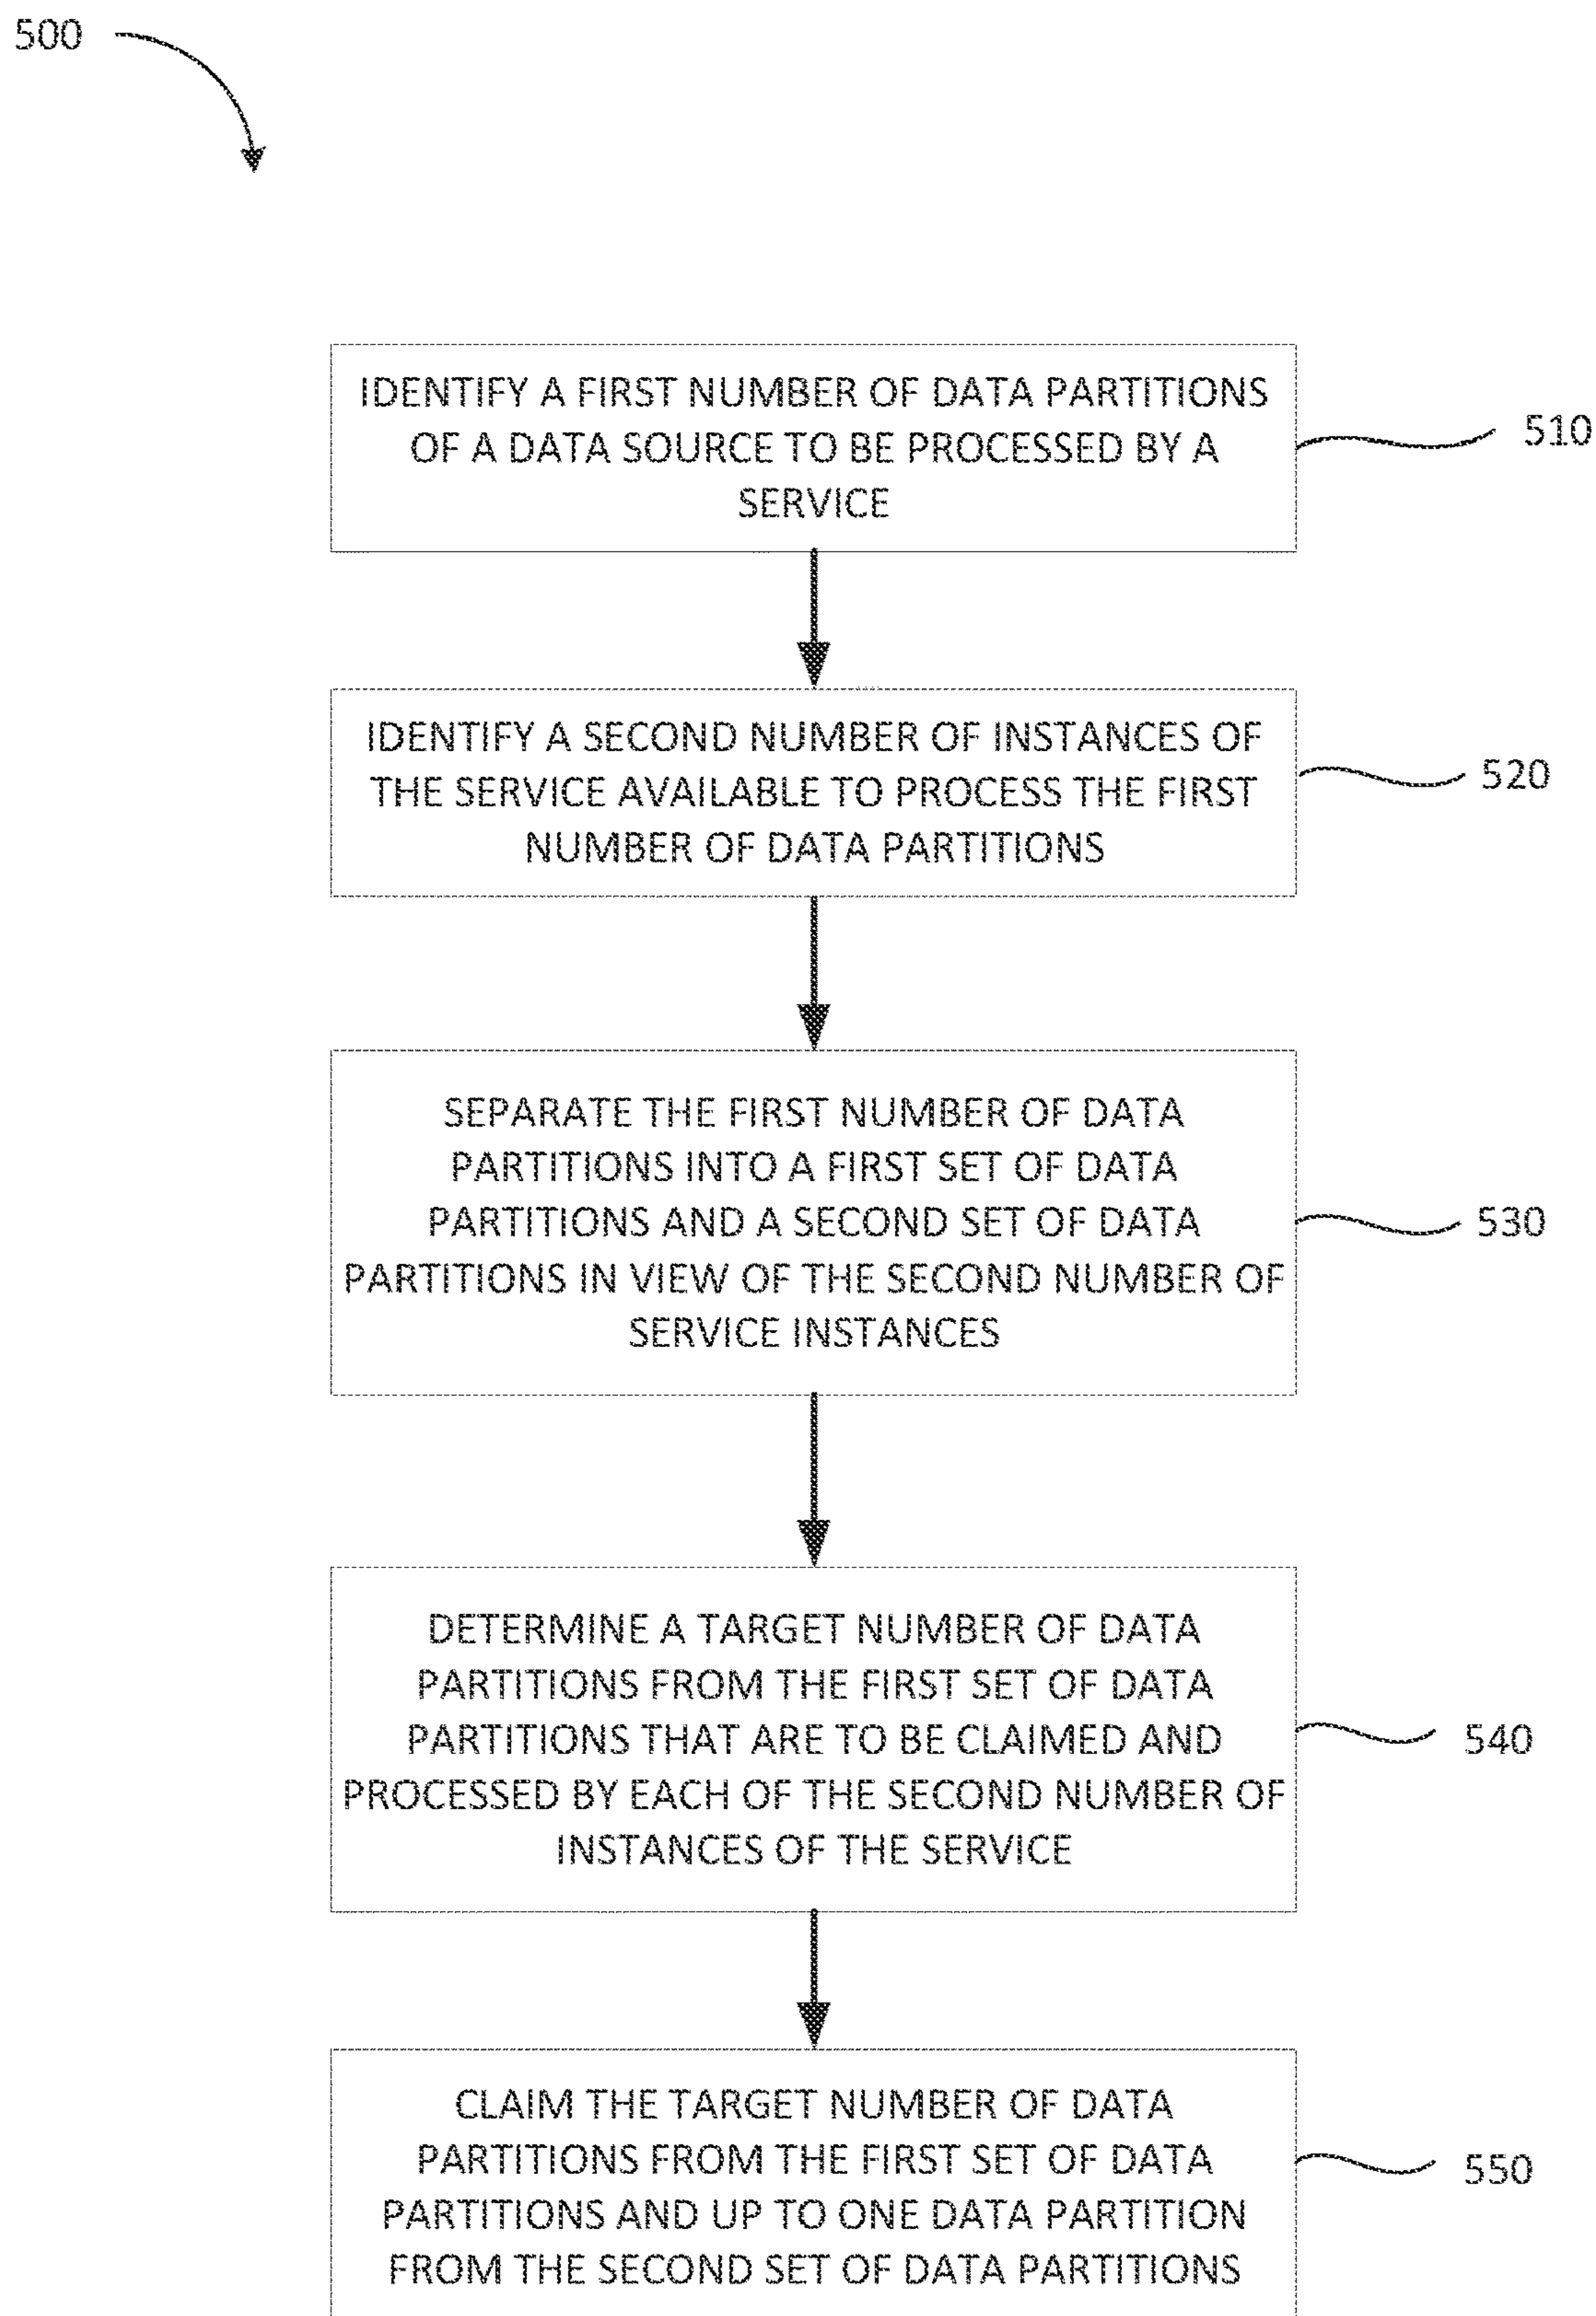 500
IDENTIFY A FIRST NUMBER OF DATA PARTITIONS
OF A DATA SOURCE TO BE PROCESSED BY A
SERVICE
510
IDENTIFY A SECOND NUMBER OF INSTANCES OF
THE SERVICE AVAILABLE TO PROCESS THE FIRST
NUMBER OF DATA PARTITIONS
520
SEPARATE THE FIRST NUMBER OF DATA
PARTITIONS INTO A FIRST SET OF DATA
PARTITIONS AND A SECOND SET OF DATA
PARTITIONS IN VIEW OF THE SECOND NUMBER OF
SERVICE INSTANCES
530
DETERMINE A TARGET NUMBER OF DATA
PARTITIONS FROM THE FIRST SET OF DATA
PARTITIONS THAT ARE TO BE CLAIMED AND
PROCESSED BY EACH OF THE SECOND NUMBER OF
INSTANCES OF THE SERVICE
540
CLAIM THE TARGET NUMBER OF DATA
PARTITIONS FROM THE FIRST SET OF DATA
PARTITIONS AND UP TO ONE DATA PARTITION
FROM THE SECOND SET OF DATA PARTITIONS
550